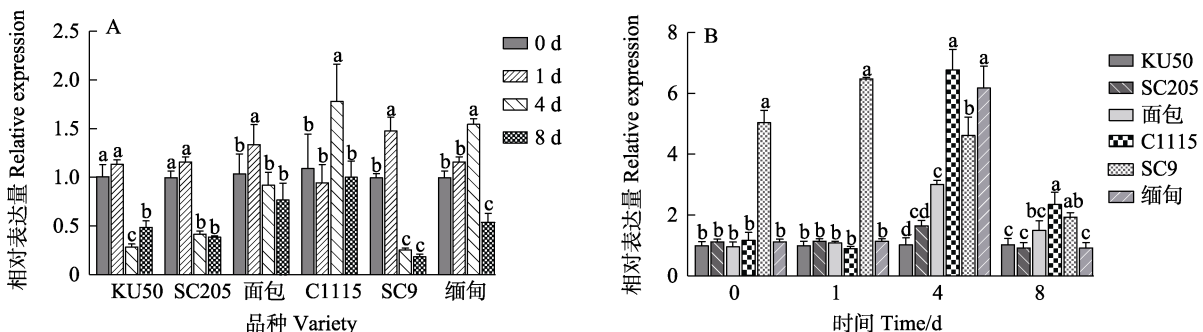 A
相对表达量 Relative expression
2.5
2.0
1.5
1.0
0.5
0
a a c b
a a b b
b a b b
b b a b
b a c c
b b a c
0 d
1 d
4 d
8 d
KU50 SC205 面包 C1115 SC9 缅甸
品种 Variety
B
相对表达量 Relative expression
8
6
4
2
0
b b b b a b
b b b b a b
d cd c a b a
c c bc a ab c
KU50
SC205
面包
C1115
SC9
缅甸
0 1 4 8
时间 Time/d